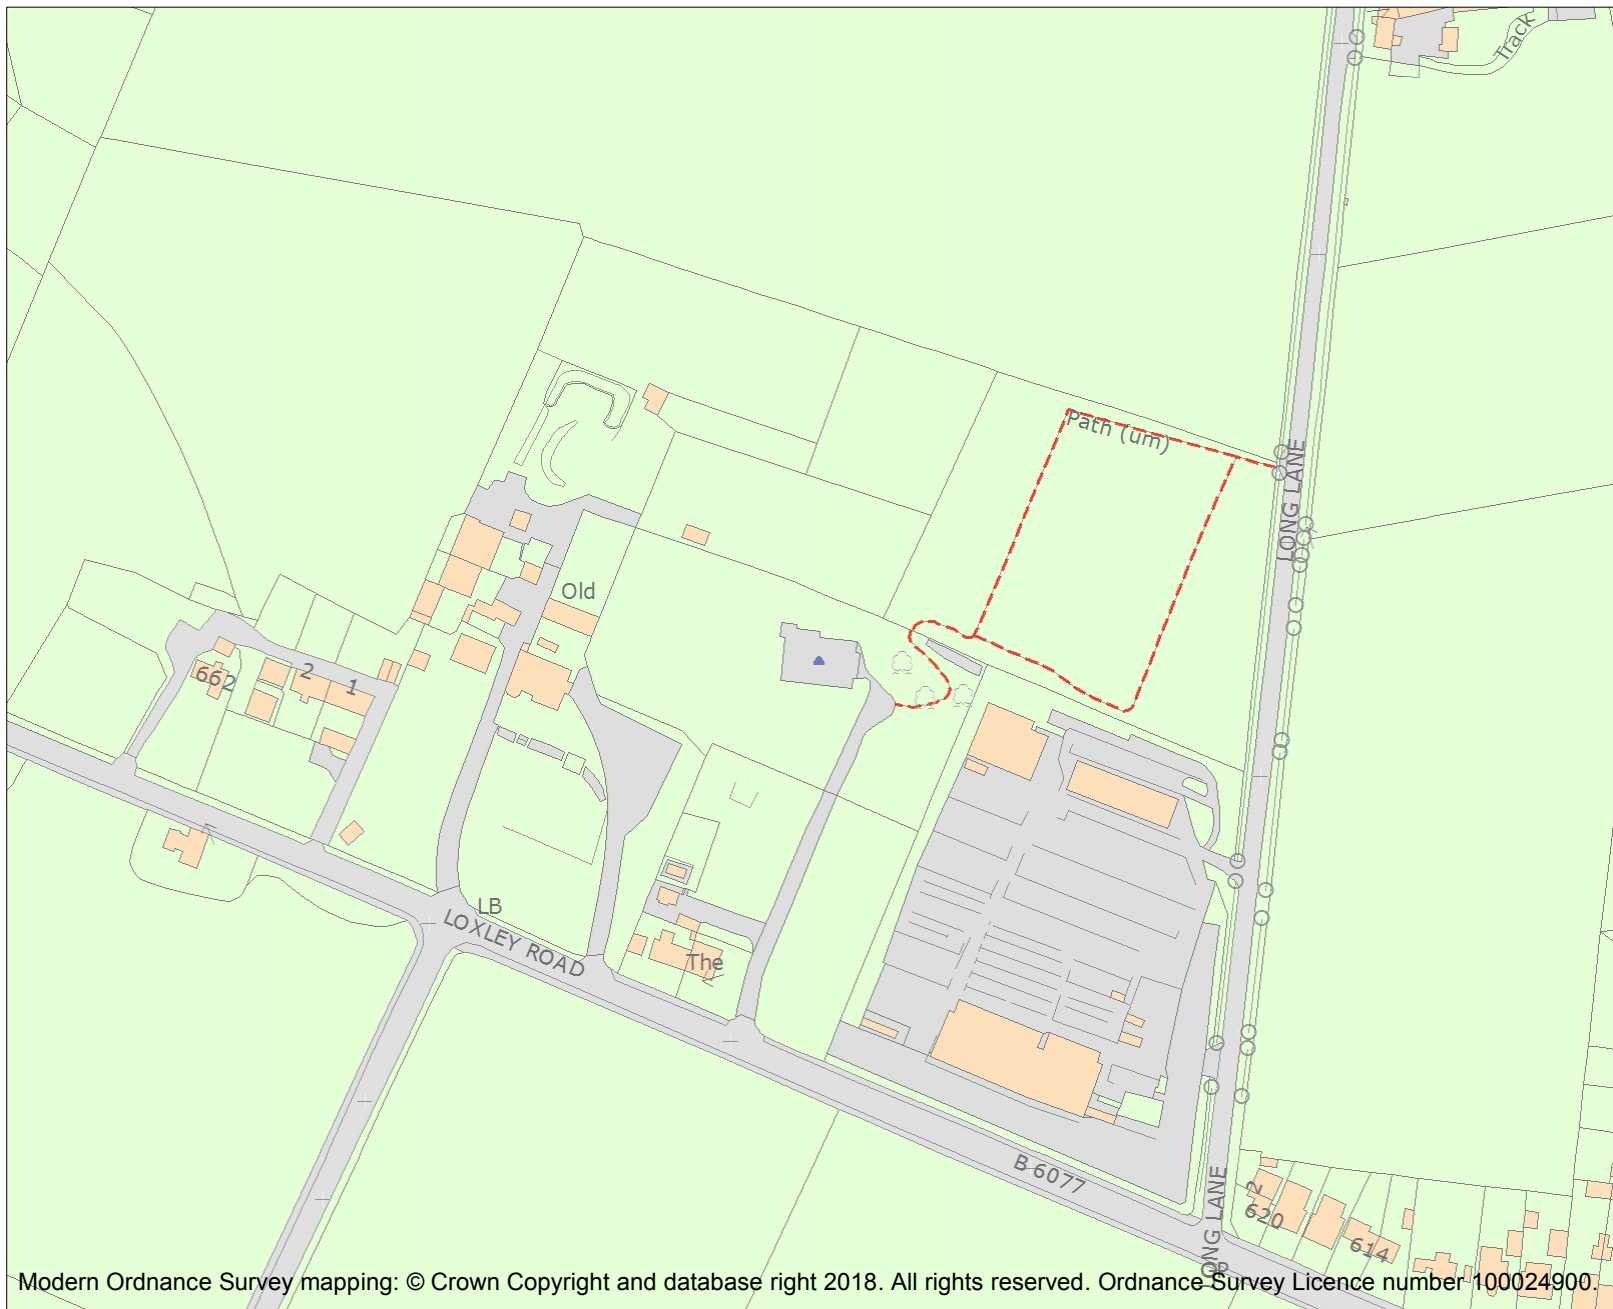 Track
Path (um)
LONG LANE
Old
662
2
1
LB
LOXLEY ROAD
The
B 6077
ONG LANE
2
620
614
Modern Ordnance Survey mapping: © Crown Copyright and database right 2018. All rights reserved. Ordnance Survey Licence number 100024900.